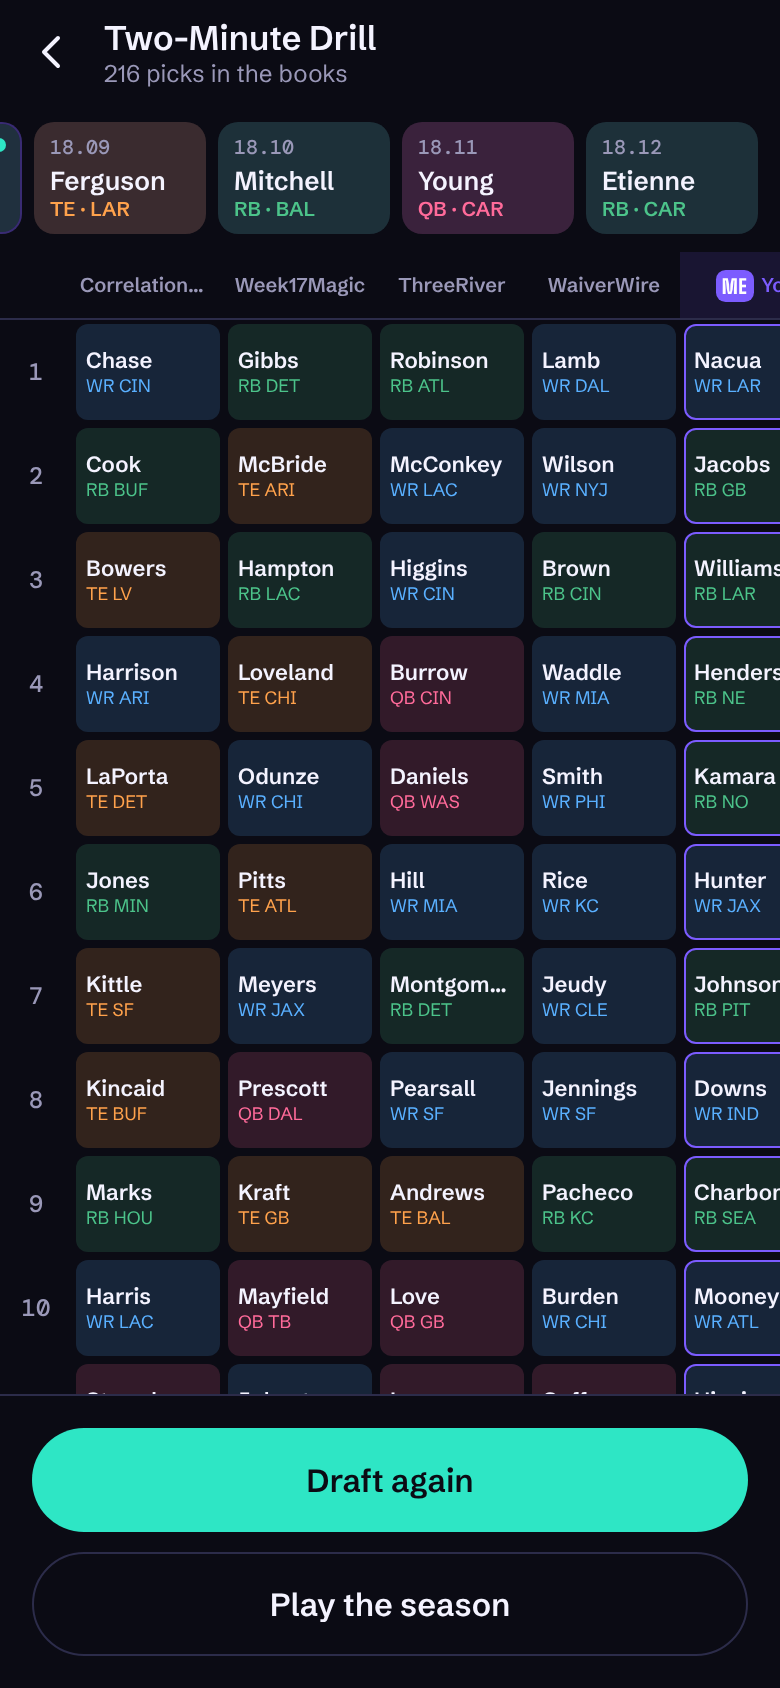 Two-Minute Drill
216 picks in the books
18.09
Ferguson
TE · LAR
18.10
Mitchell
RB · BAL
18.11
Young
QB · CAR
18.12
Etienne
RB · CAR
Correlation... Week17Magic ThreeRiver WaiverWire ME Yo
1
Chase
WR CIN
Gibbs
RB DET
Robinson
RB ATL
Lamb
WR DAL
Nacua
WR LAR
2
Cook
RB BUF
McBride
TE ARI
McConkey
WR LAC
Wilson
WR NYJ
Jacobs
RB GB
3
Bowers
TE LV
Hampton
RB LAC
Higgins
WR CIN
Brown
RB CIN
Williams
RB LAR
4
Harrison
WR ARI
Loveland
TE CHI
Burrow
QB CIN
Waddle
WR MIA
Henders
RB NE
5
LaPorta
TE DET
Odunze
WR CHI
Daniels
QB WAS
Smith
WR PHI
Kamara
RB NO
6
Jones
RB MIN
Pitts
TE ATL
Hill
WR MIA
Rice
WR KC
Hunter
WR JAX
7
Kittle
TE SF
Meyers
WR JAX
Montgom...
RB DET
Jeudy
WR CLE
Johnson
RB PIT
8
Kincaid
TE BUF
Prescott
QB DAL
Pearsall
WR SF
Jennings
WR SF
Downs
WR IND
9
Marks
RB HOU
Kraft
TE GB
Andrews
TE BAL
Pacheco
RB KC
Charbon
RB SEA
10
Harris
WR LAC
Mayfield
QB TB
Love
QB GB
Burden
WR CHI
Mooney
WR ATL
Draft again
Play the season